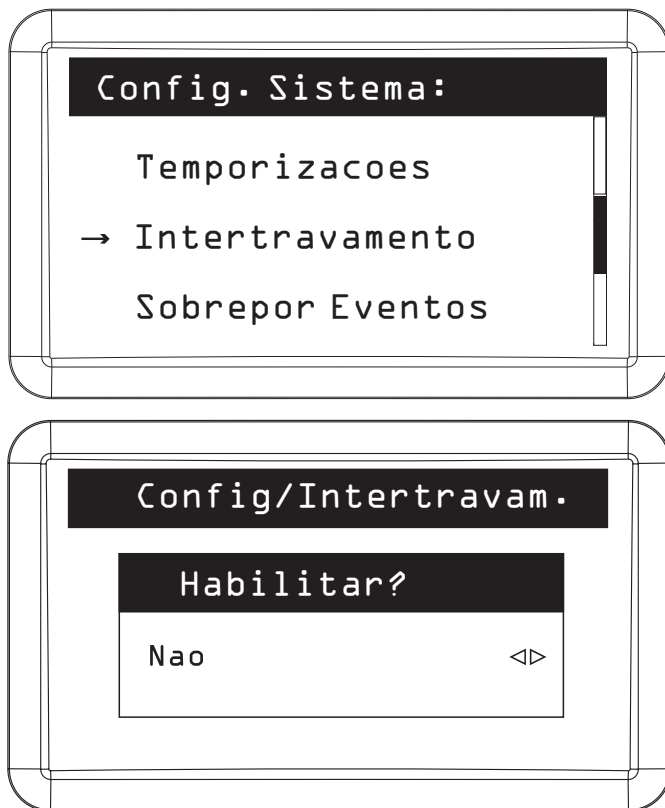 Config. Sistema:
Temporizacoes
→ Intertravamento
Sobrepor Eventos
Config/Intertravam.
Habilitar?
Nao ◁▷